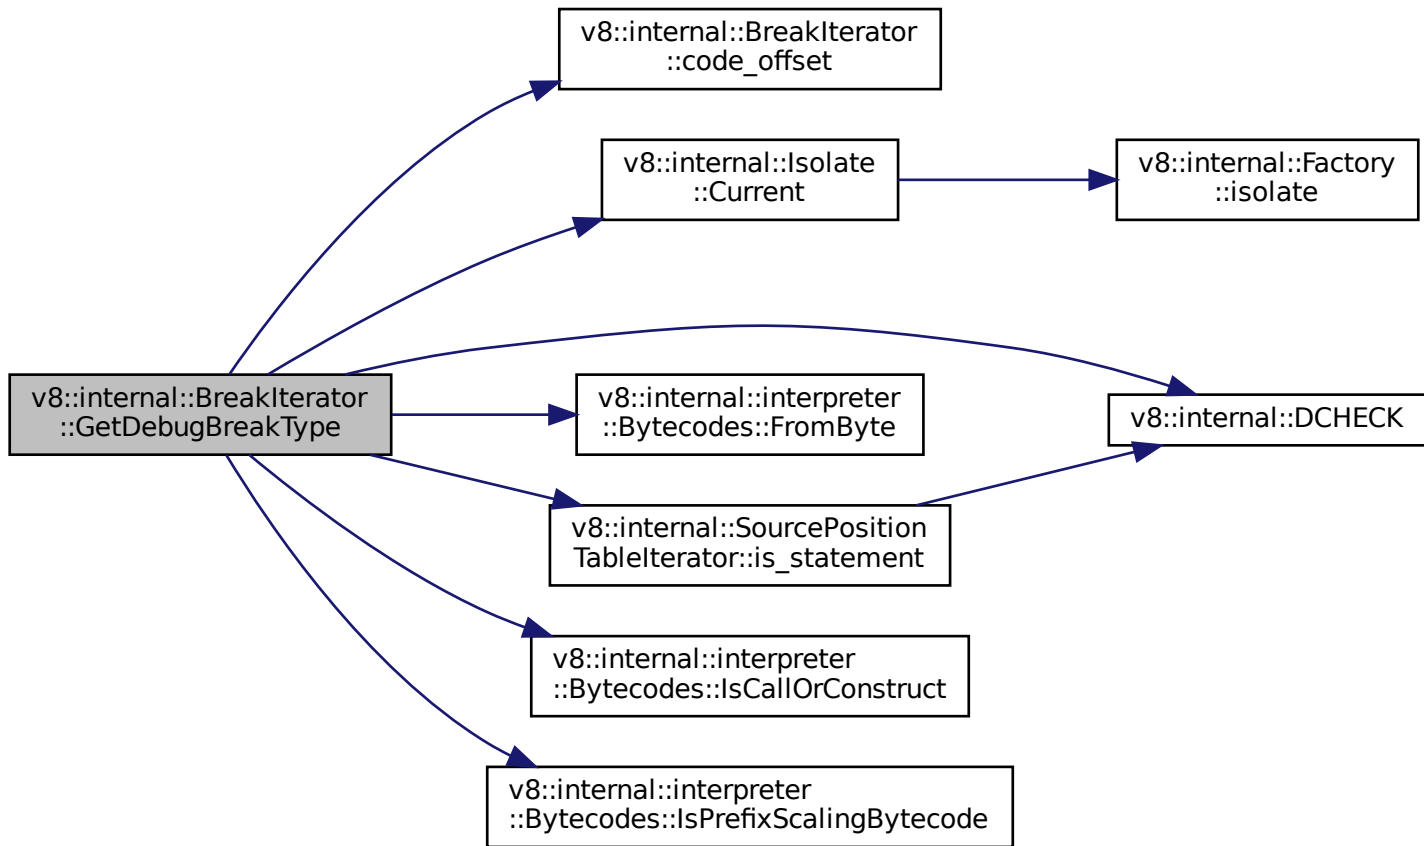 v8::internal::BreakIterator
::code_offset
v8::internal::Isolate
::Current
v8::internal::Factory
::isolate
v8::internal::BreakIterator
::GetDebugBreakType
v8::internal::interpreter
::Bytecodes::FromByte
v8::internal::DCHECK
v8::internal::SourcePosition
TableIterator::is_statement
v8::internal::interpreter
::Bytecodes::IsCallOrConstruct
v8::internal::interpreter
::Bytecodes::IsPrefixScalingBytecode